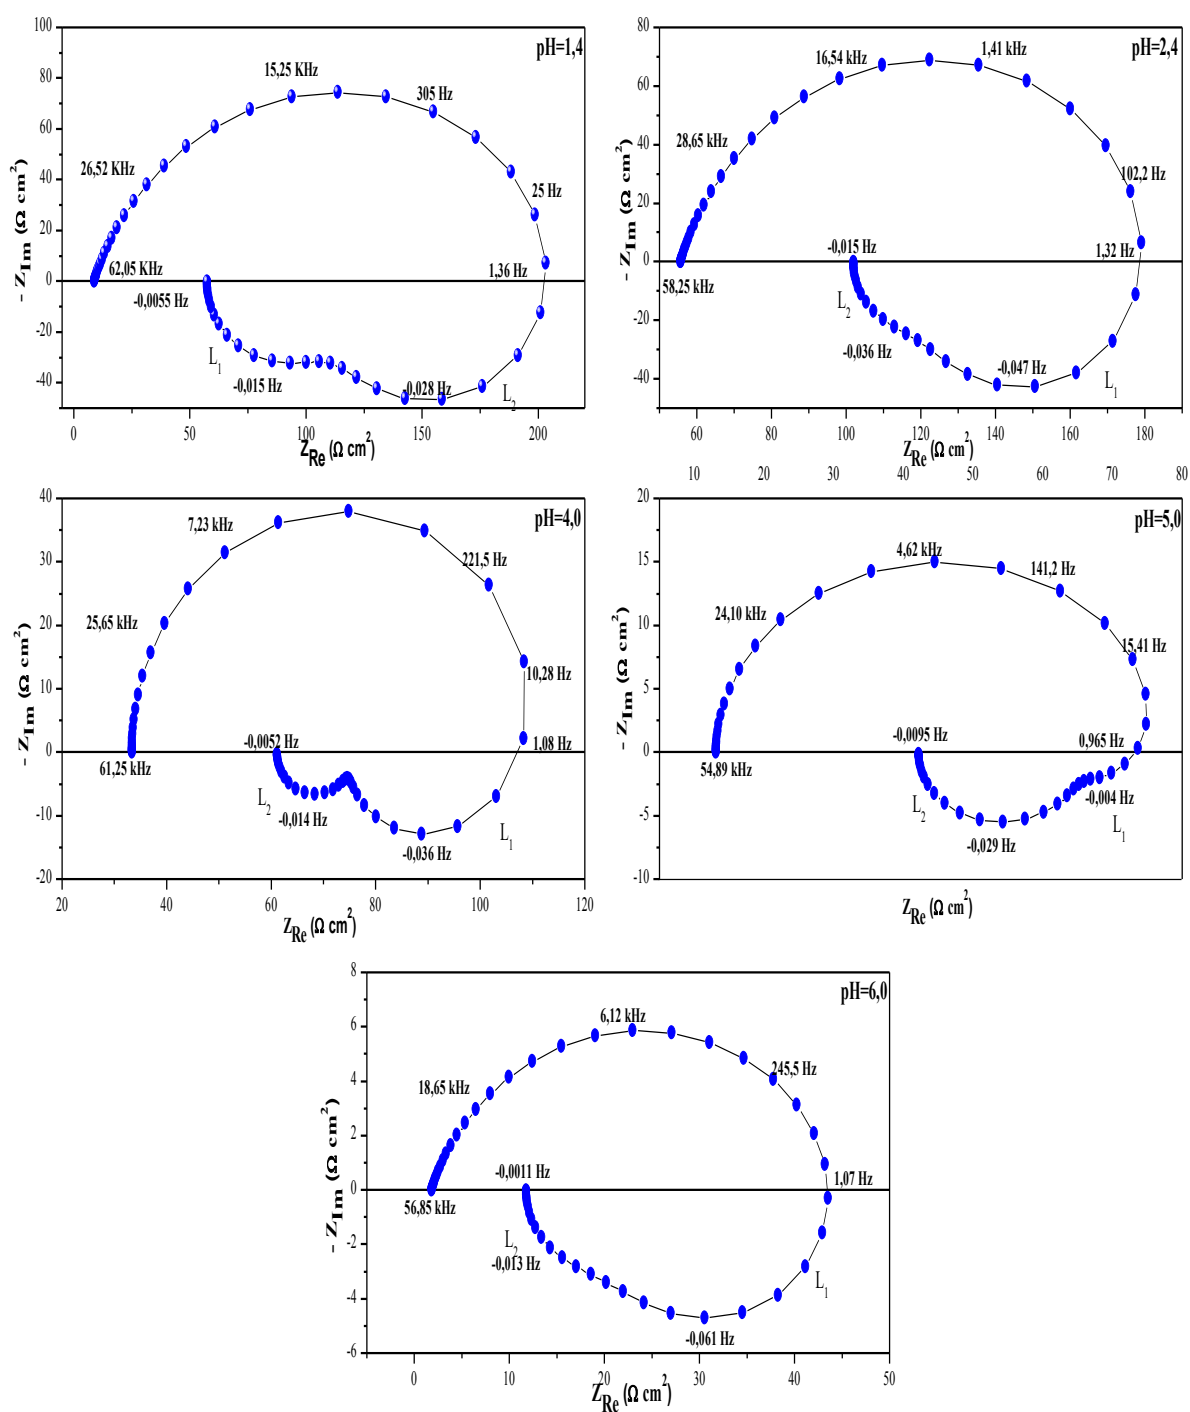 pH=1,4
100
80
60
40
20
0
-20
-40
- Z_Im (Ω cm²)
15,25 KHz
305 Hz
26,52 KHz
25 Hz
62,05 KHz
1,36 Hz
-0,0055 Hz
L₁
-0,015 Hz
-0,028 Hz
L₂
0 50 100 150 200
Z_Re (Ω cm²)
pH=2,4
80
60
40
20
0
-20
-40
- Z_Im (Ω cm²)
16,54 kHz
1,41 kHz
28,65 kHz
102,2 Hz
-0,015 Hz
1,32 Hz
58,25 kHz
L₂
-0,036 Hz
-0,047 Hz
L₁
60 80 100 120 140 160 180
Z_Re (Ω cm²)
pH=4,0
40
30
20
10
0
-10
-20
- Z_Im (Ω cm²)
7,23 kHz
221,5 Hz
25,65 kHz
10,28 Hz
-0,0052 Hz
1,08 Hz
61,25 kHz
L₂
-0,014 Hz
L₁
-0,036 Hz
20 40 60 80 100 120
Z_Re (Ω cm²)
10 20 30 40 50 60 70 80
pH=5,0
20
15
10
5
0
-5
-10
- Z_Im (Ω cm²)
4,62 kHz
141,2 Hz
24,10 kHz
15,41 Hz
-0,0095 Hz
0,965 Hz
54,89 kHz
L₂
-0,004 Hz
L₁
-0,029 Hz
Z_Re (Ω cm²)
pH=6,0
8
6
4
2
0
-2
-4
-6
- Z_Im (Ω cm²)
6,12 kHz
245,5 Hz
18,65 kHz
-0,0011 Hz
1,07 Hz
56,85 kHz
L₂
-0,013 Hz
L₁
-0,061 Hz
0 10 20 30 40 50
Z_Re (Ω cm²)